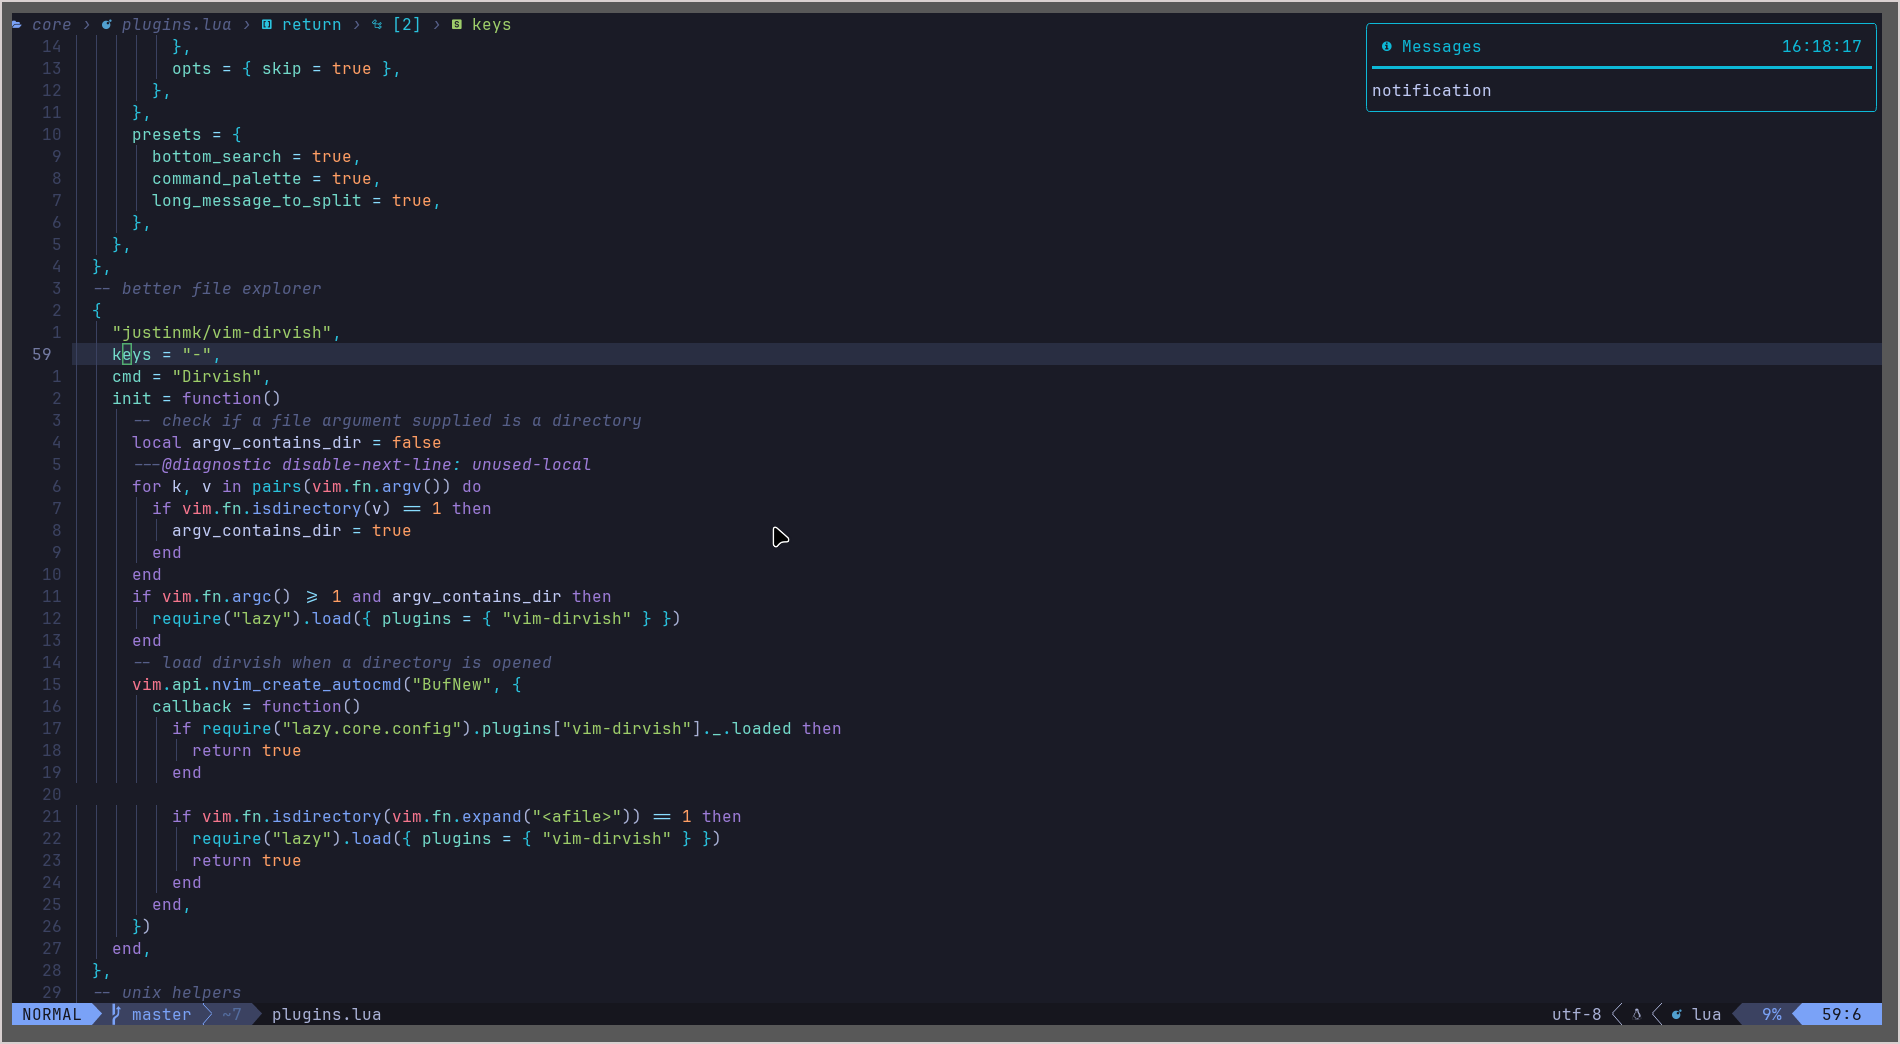 core › plugins.lua › return › [2] › keys
Messages 16:18:17
notification
14 },
13 opts = { skip = true },
12 },
11 },
10 presets = {
9 bottom_search = true,
8 command_palette = true,
7 long_message_to_split = true,
6 },
5 },
4 },
3 -- better file explorer
2 {
1 "justinmk/vim-dirvish",
59 keys = "-",
1 cmd = "Dirvish",
2 init = function()
3 -- check if a file argument supplied is a directory
4 local argv_contains_dir = false
5 ---@diagnostic disable-next-line: unused-local
6 for k, v in pairs(vim.fn.argv()) do
7 if vim.fn.isdirectory(v) == 1 then
8 argv_contains_dir = true
9 end
10 end
11 if vim.fn.argc() >= 1 and argv_contains_dir then
12 require("lazy").load({ plugins = { "vim-dirvish" } })
13 end
14 -- load dirvish when a directory is opened
15 vim.api.nvim_create_autocmd("BufNew", {
16 callback = function()
17 if require("lazy.core.config").plugins["vim-dirvish"]._.loaded then
18 return true
19 end
20
21 if vim.fn.isdirectory(vim.fn.expand("<afile>")) == 1 then
22 require("lazy").load({ plugins = { "vim-dirvish" } })
23 return true
24 end
25 end,
26 })
27 end,
28 },
29 -- unix helpers
NORMAL master ~7 plugins.lua utf-8 lua 9% 59:6